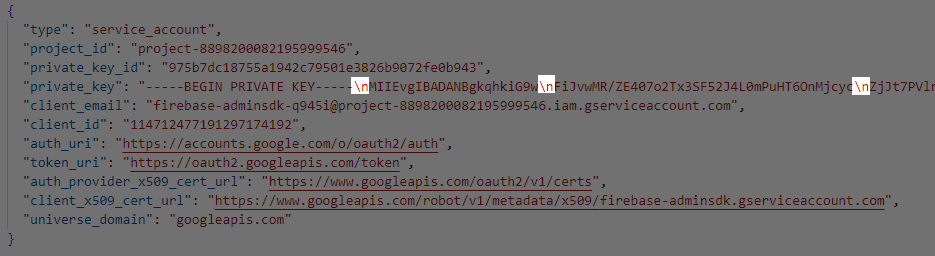 {
"type": "service_account",
"project_id": "project-8898200082195999546",
"private_key_id": "975b7dc18755a1942c79501e3826b9072fe0b943",
"private_key": "-----BEGIN PRIVATE KEY-----\nMIIEvgIBADANBgkqhkiG9w\nFiJvwMR/ZE407o2Tx3SF52J4L0mPuHT6OnMjcyc\nZjJt7PVlr
"client_email": "firebase-adminsdk-q945i@project-8898200082195999546.iam.gserviceaccount.com",
"client_id": "114712477191297174192",
"auth_uri": "https://accounts.google.com/o/oauth2/auth",
"token_uri": "https://oauth2.googleapis.com/token",
"auth_provider_x509_cert_url": "https://www.googleapis.com/oauth2/v1/certs",
"client_x509_cert_url": "https://www.googleapis.com/robot/v1/metadata/x509/firebase-adminsdk.gserviceaccount.com",
"universe_domain": "googleapis.com"
}